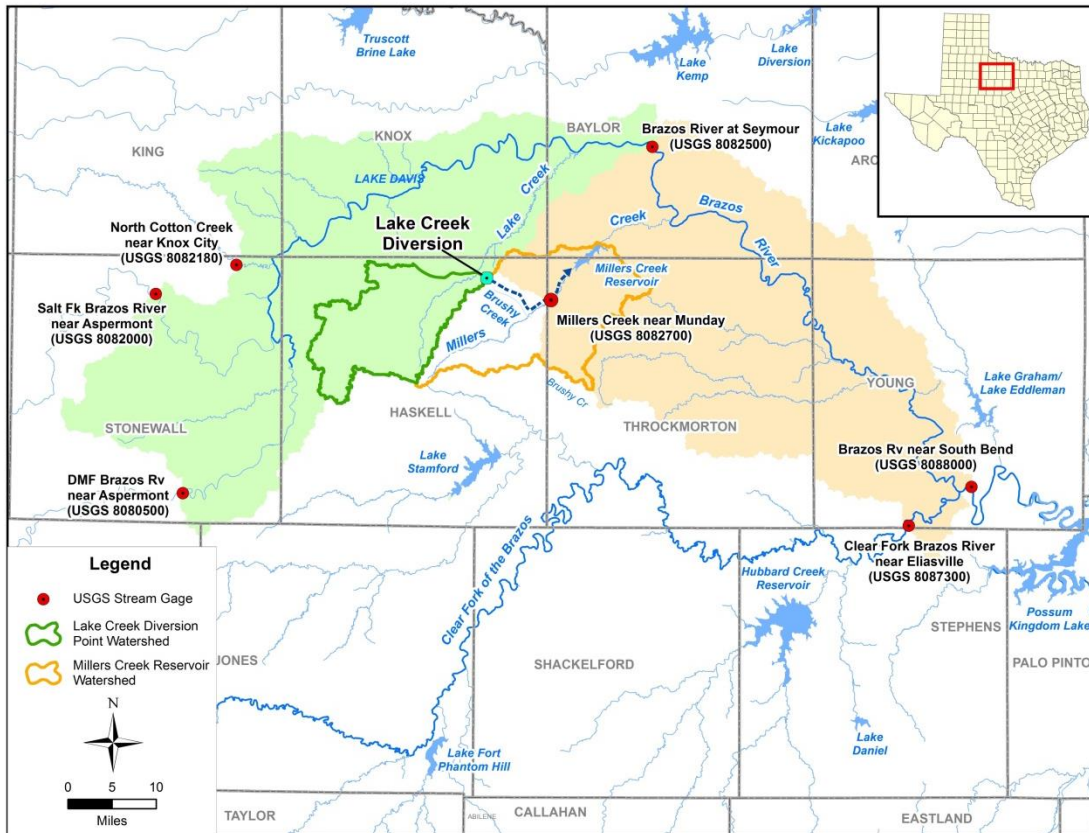 Truscott
Brine Lake
Lake
Kemp
Lake
Diversion
Lake
Kickapoo
KING
KNOX
BAYLOR
ARC
Brazos River at Seymour
(USGS 8082500)
LAKE DAVIS
Lake
Creek
Lake Creek
Diversion
North Cotton Creek
near Knox City
(USGS 8082180)
Salt Fk Brazos River
near Aspermont
(USGS 8082000)
Brushy
Creek
Millers
Creek
Millers Creek
Reservoir
Brazos
River
Millers Creek near Munday
(USGS 8082700)
Brushy Cr
STONEWALL
HASKELL
THROCKMORTON
YOUNG
Lake Graham/
Lake Eddleman
Lake
Stamford
DMF Brazos Rv
near Aspermont
(USGS 8080500)
Brazos Rv near South Bend
(USGS 8088000)
Clear Fork Brazos River
near Eliasville
(USGS 8087300)
Clear Fork of the Brazos
Hubbard Creek
Reservoir
Possum
Kingdom Lake
STEPHENS
JONES
SHACKELFORD
PALO PINTO
Lake
Daniel
Lake Fort
Phantom Hill
TAYLOR
ABILENE
CALLAHAN
EASTLAND
Legend
USGS Stream Gage
Lake Creek Diversion
Point Watershed
Millers Creek Reservoir
Watershed
N
0 5 10
Miles